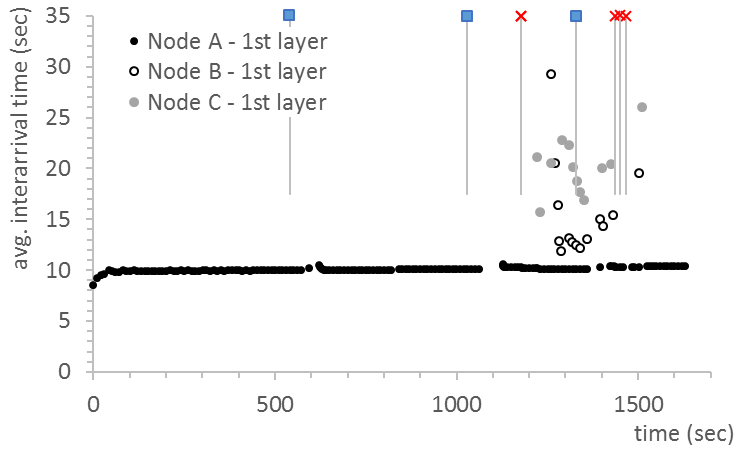 avg. interarrival time (sec)
35
30
25
20
15
10
5
0
Node A - 1st layer
Node B - 1st layer
Node C - 1st layer
0 500 1000 1500
time (sec)